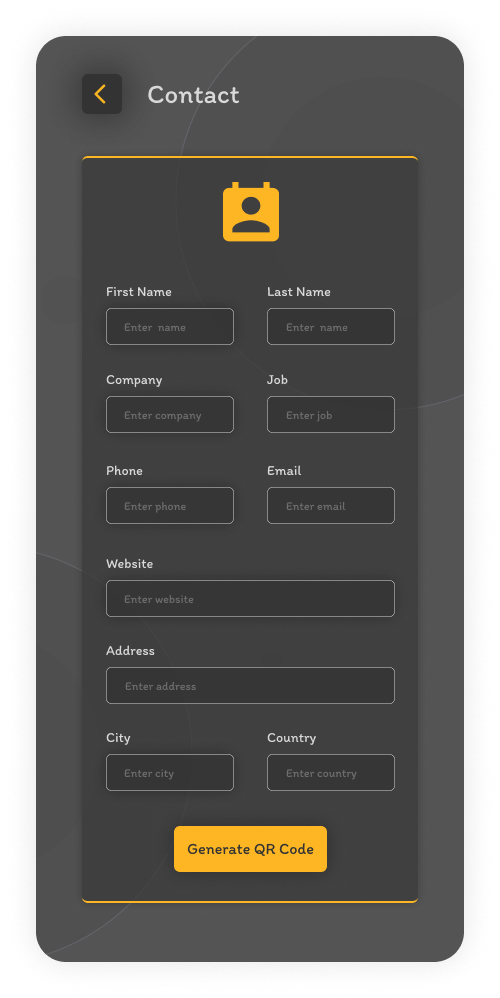 Contact
First Name Last Name
Enter name Enter name
Company Job
Enter company Enter job
Phone Email
Enter phone Enter email
Website
Enter website
Address
Enter address
City Country
Enter city Enter country
Generate QR Code